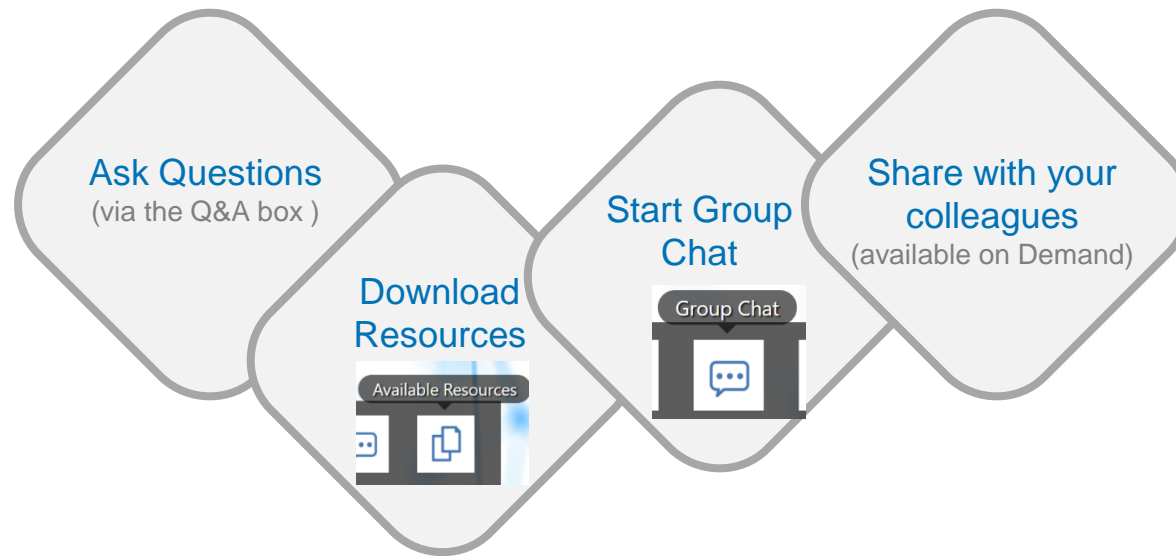 Ask Questions
(via the Q&A box )
Download
Resources
Available Resources
Start Group
Chat
Group Chat
Share with your
colleagues
(available on Demand)